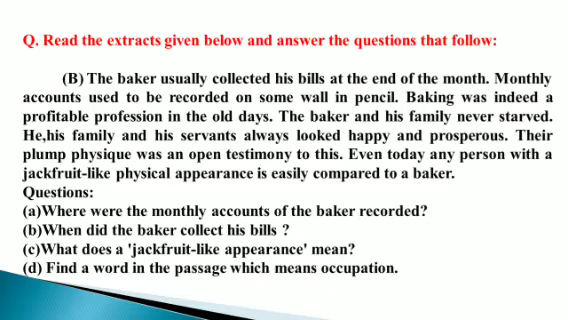 Q. Read the extracts given below and answer the questions that follow:
(B) The baker usually collected his bills at the end of the month. Monthly
accounts used to be recorded on some wall in pencil. Baking was indeed a
profitable profession in the old days. The baker and his family never starved.
He,his family and his servants always looked happy and prosperous. Their
plump physique was an open testimony to this. Even today any person with a
jackfruit-like physical appearance is easily compared to a baker.
Questions:
(a)Where were the monthly accounts of the baker recorded?
(b)When did the baker collect his bills ?
(c)What does a 'jackfruit-like appearance' mean?
(d) Find a word in the passage which means occupation.